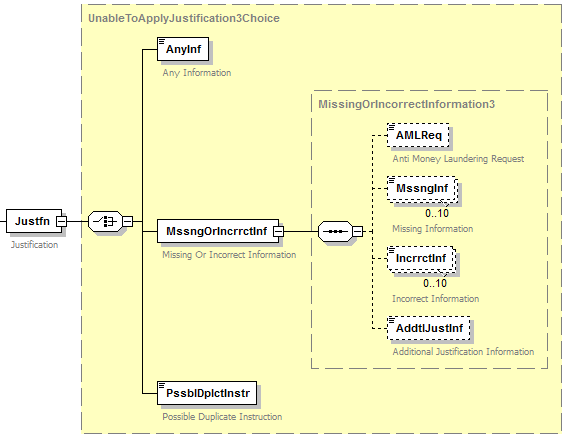 UnableToApplyJustification3Choice
AnyInf
Any Information
MissingOrIncorrectInformation3
AMLReq
Anti Money Laundering Request
MssngInf
0..10
Missing Information
Justfn
Justification
MssngOrIncrrctInf
Missing Or Incorrect Information
IncrrctInf
0..10
Incorrect Information
AddtlJustInf
Additional Justification Information
PssblDplctInstr
Possible Duplicate Instruction